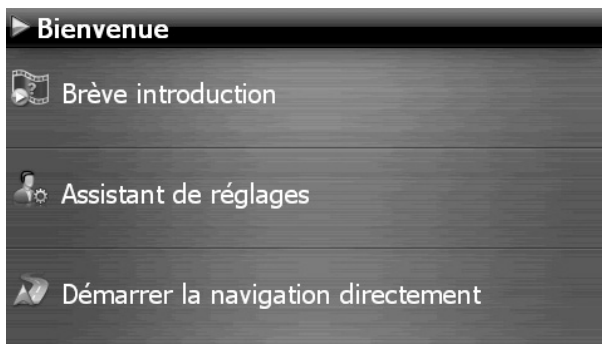 Bienvenue
Brève introduction
Assistant de réglages
Démarrer la navigation directement